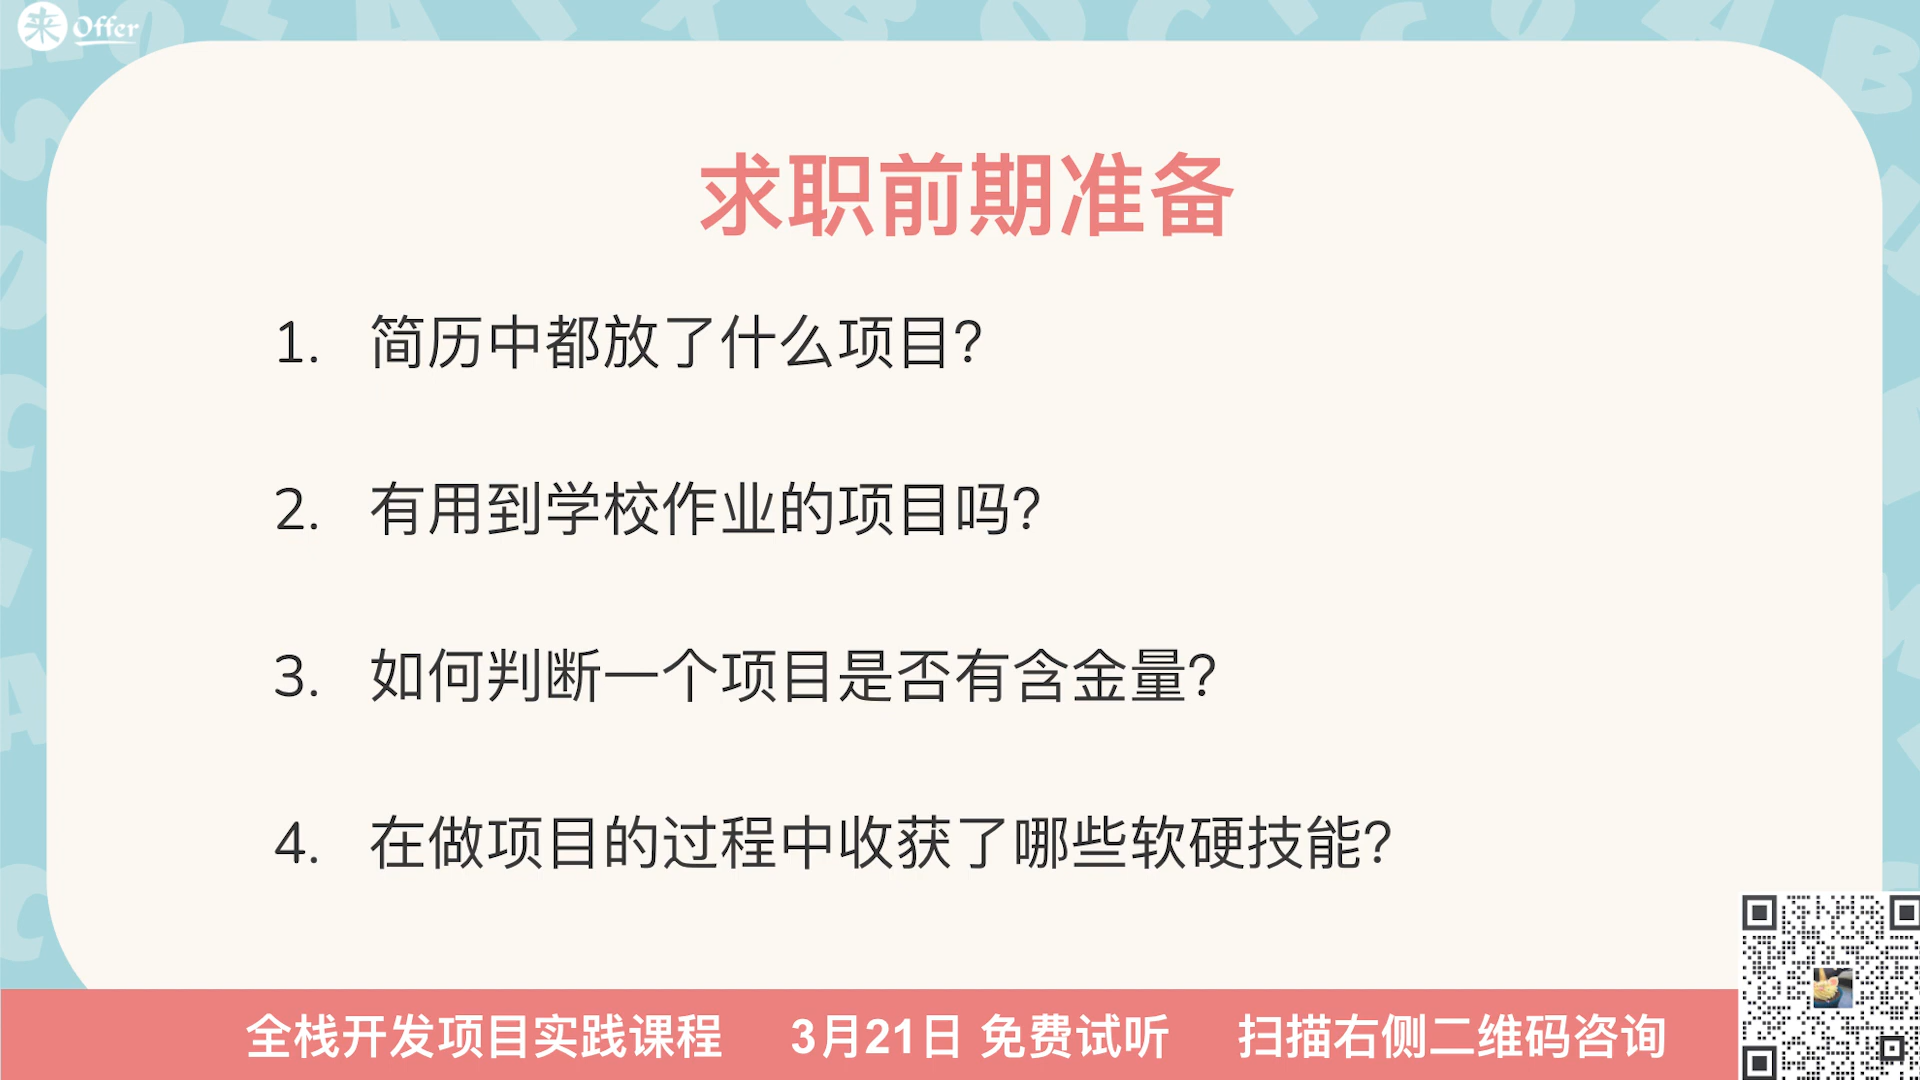 来Offer
求职前期准备
1. 简历中都放了什么项目?
2. 有用到学校作业的项目吗?
3. 如何判断一个项目是否有含金量?
4. 在做项目的过程中收获了哪些软硬技能?
全栈开发项目实践课程 3月21日 免费试听 扫描右侧二维码咨询